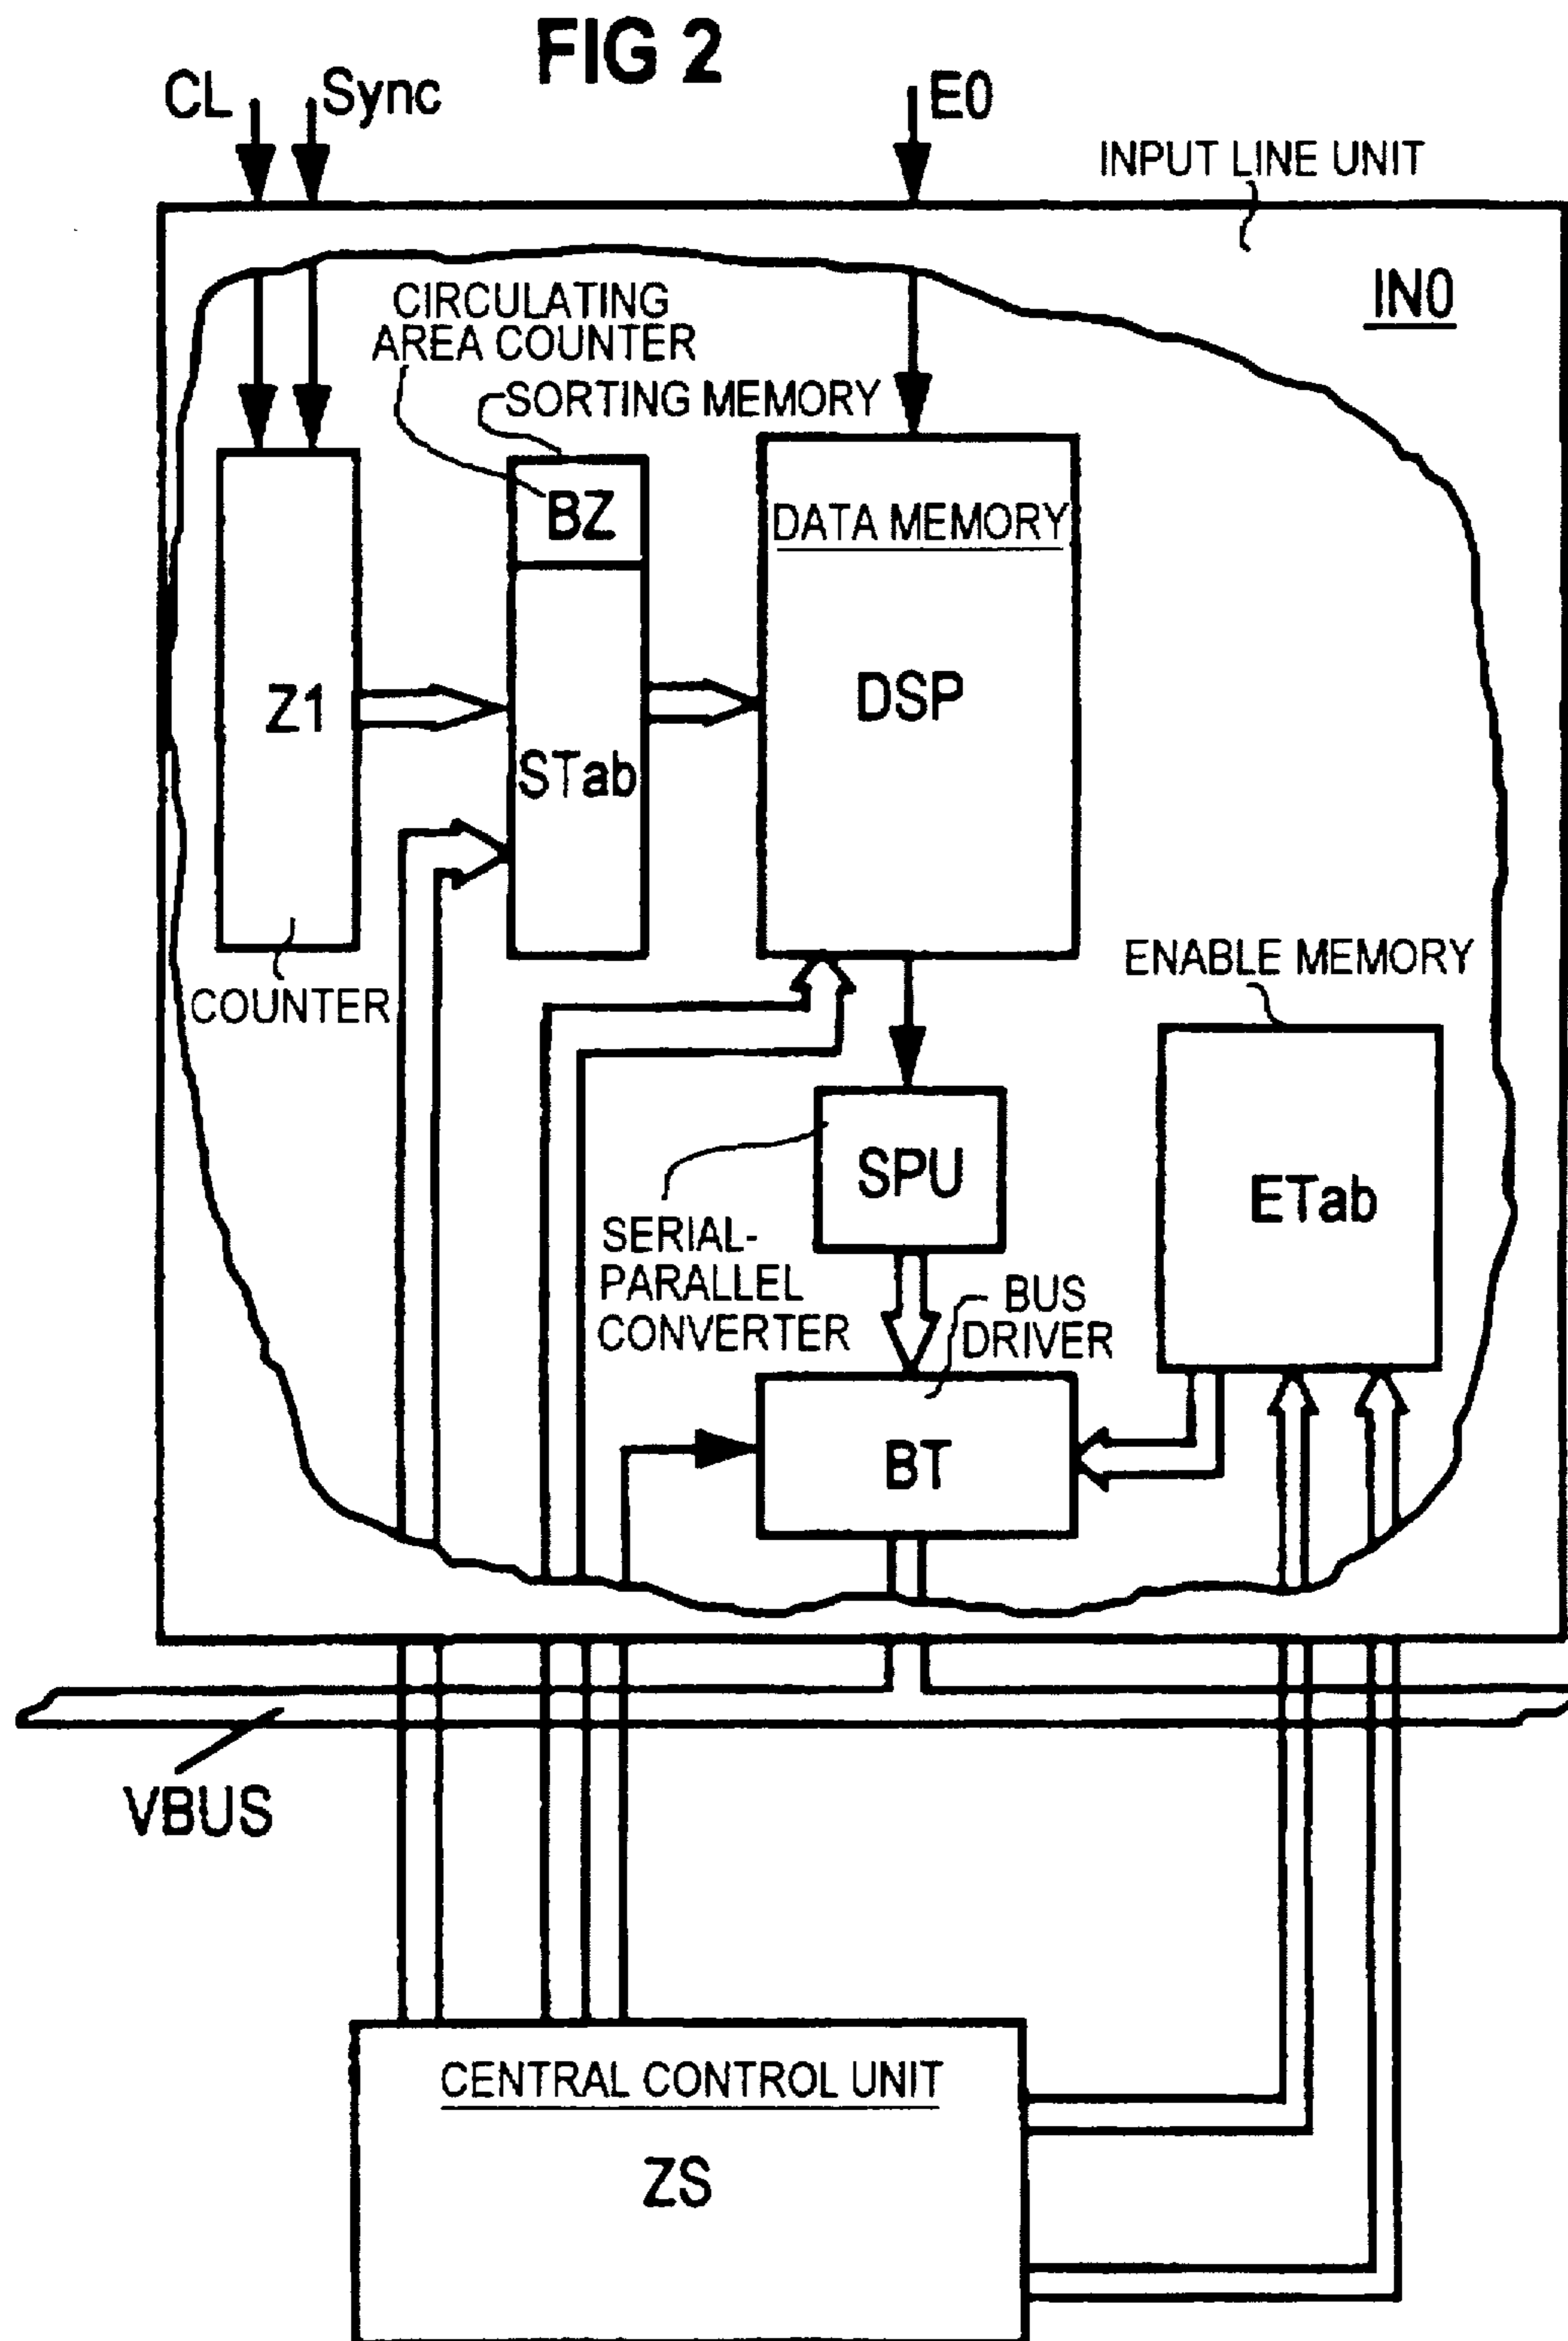 FIG 2
CL
Sync
E0
INPUT LINE UNIT
IN0
CIRCULATING
AREA COUNTER
SORTING MEMORY
BZ
DATA MEMORY
Z1
DSP
STab
ENABLE MEMORY
COUNTER
SPU
ETab
SERIAL-
PARALLEL
CONVERTER
BUS
DRIVER
BT
VBUS
CENTRAL CONTROL UNIT
ZS